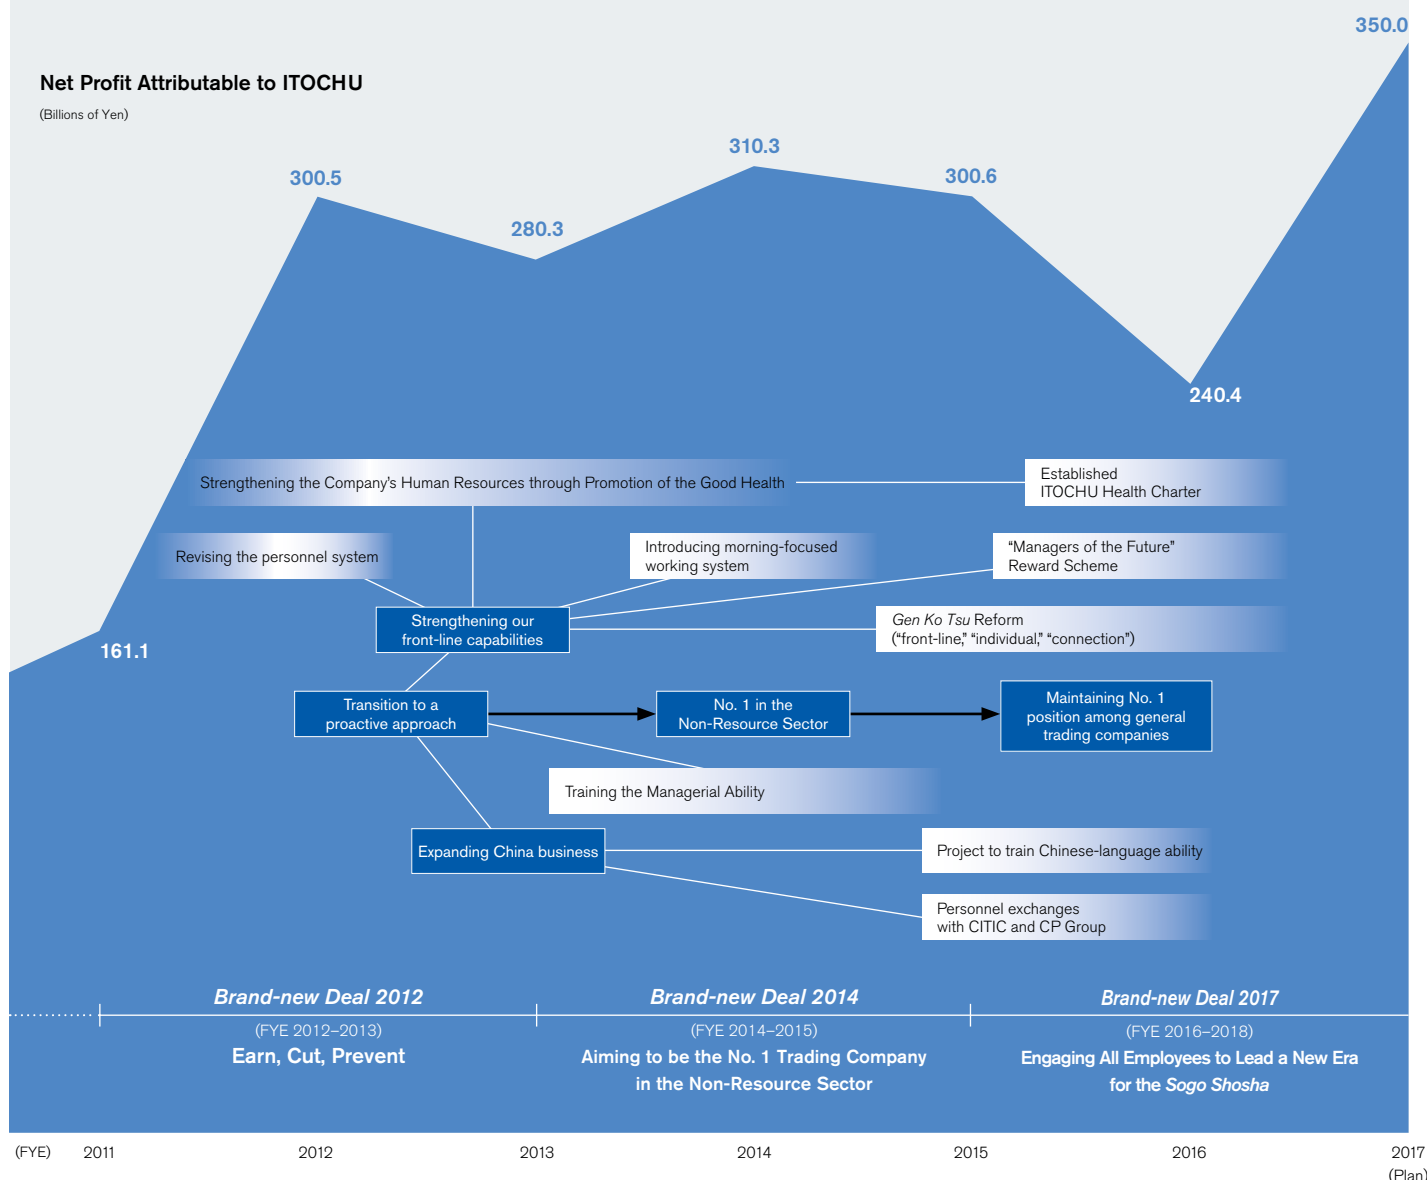 350.0
Net Profit Attributable to ITOCHU
(Billions of Yen)
310.3
300.5
300.6
280.3
240.4
161.1
Strengthening the Company's Human Resources through Promotion of the Good Health
Established
ITOCHU Health Charter
Revising the personnel system
Introducing morning-focused
working system
“Managers of the Future”
Reward Scheme
Strengthening our
front-line capabilities
Gen Ko Tsu Reform
(“front-line,” “individual,” “connection”)
Transition to a
proactive approach
No. 1 in the
Non-Resource Sector
Maintaining No. 1
position among general
trading companies
Training the Managerial Ability
Expanding China business
Project to train Chinese-language ability
Personnel exchanges
with CITIC and CP Group
Brand-new Deal 2012
(FYE 2012–2013)
Earn, Cut, Prevent
Brand-new Deal 2014
(FYE 2014–2015)
Aiming to be the No. 1 Trading Company
in the Non-Resource Sector
Brand-new Deal 2017
(FYE 2016–2018)
Engaging All Employees to Lead a New Era
for the Sogo Shosha
(FYE) 2011 2012 2013 2014 2015 2016 2017
(Plan)